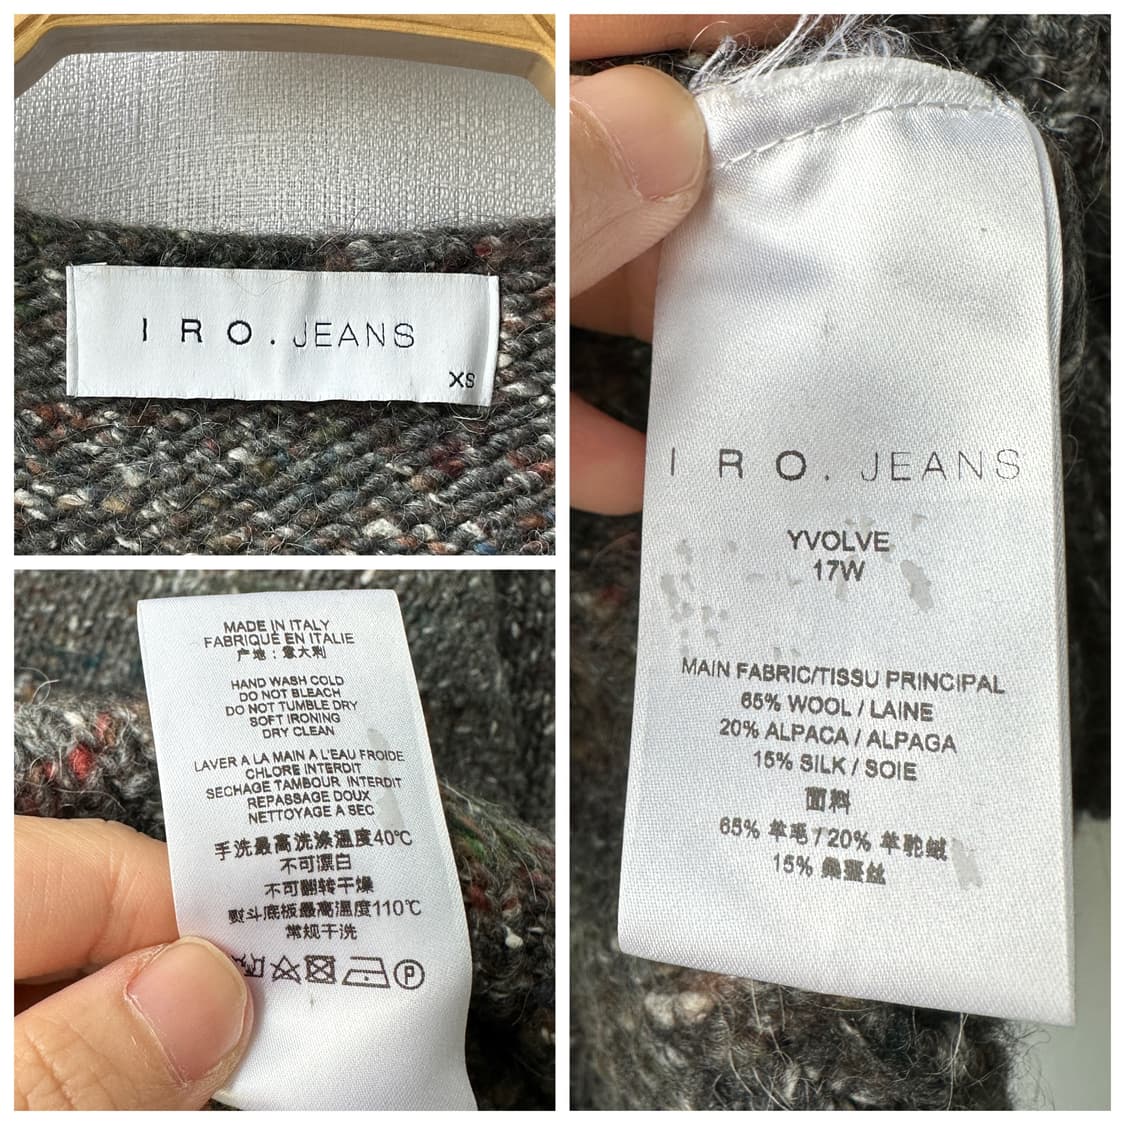 I R O . JEANS
XS
MADE IN ITALY
FABRIQUÉ EN ITALIE
产地：意大利
HAND WASH COLD
DO NOT BLEACH
DO NOT TUMBLE DRY
SOFT IRONING
DRY CLEAN
LAVER A LA MAIN A L'EAU FROIDE
CHLORE INTERDIT
SECHAGE TAMBOUR INTERDIT
REPASSAGE DOUX
NETTOYAGE A SEC
手洗最高洗涤温度40℃
不可漂白
不可翻转干燥
熨斗底板最高温度110℃
常规干洗
P
I R O . JEANS
YVOLVE
17W
MAIN FABRIC/TISSU PRINCIPAL
65% WOOL / LAINE
20% ALPACA / ALPAGA
15% SILK / SOIE
面料
65% 羊毛 / 20% 羊驼绒
15% 桑蚕丝